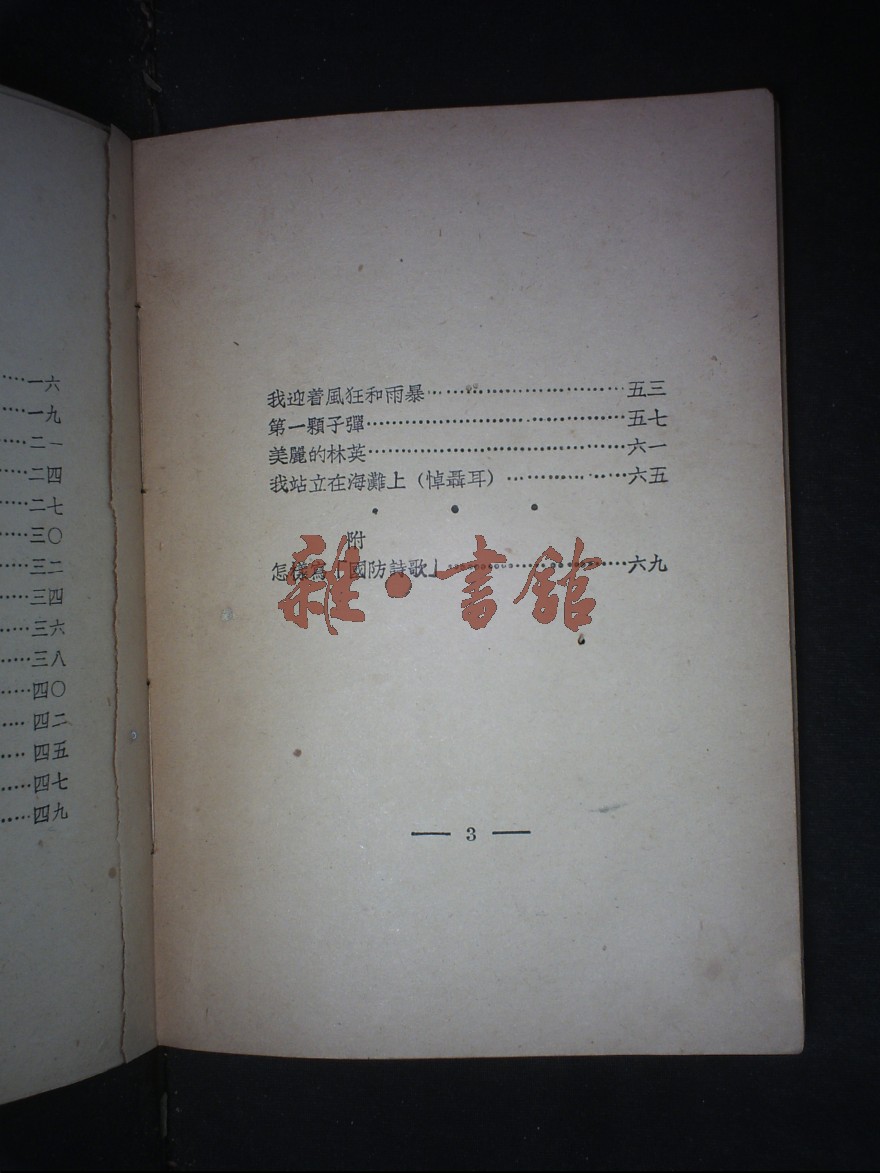 一六
一九
二一
二四
二七
三〇
三二
三四
三六
三八
四〇
四二
四五
四七
四九
我迎着風狂和雨暴……………………五三
第一顆子彈……………………五七
美麗的林英……………………六一
我站立在海灘上（悼聶耳）……………六五
• • •
附
怎樣寫「國防詩歌」……………………六九
雜•書館
— 3 —